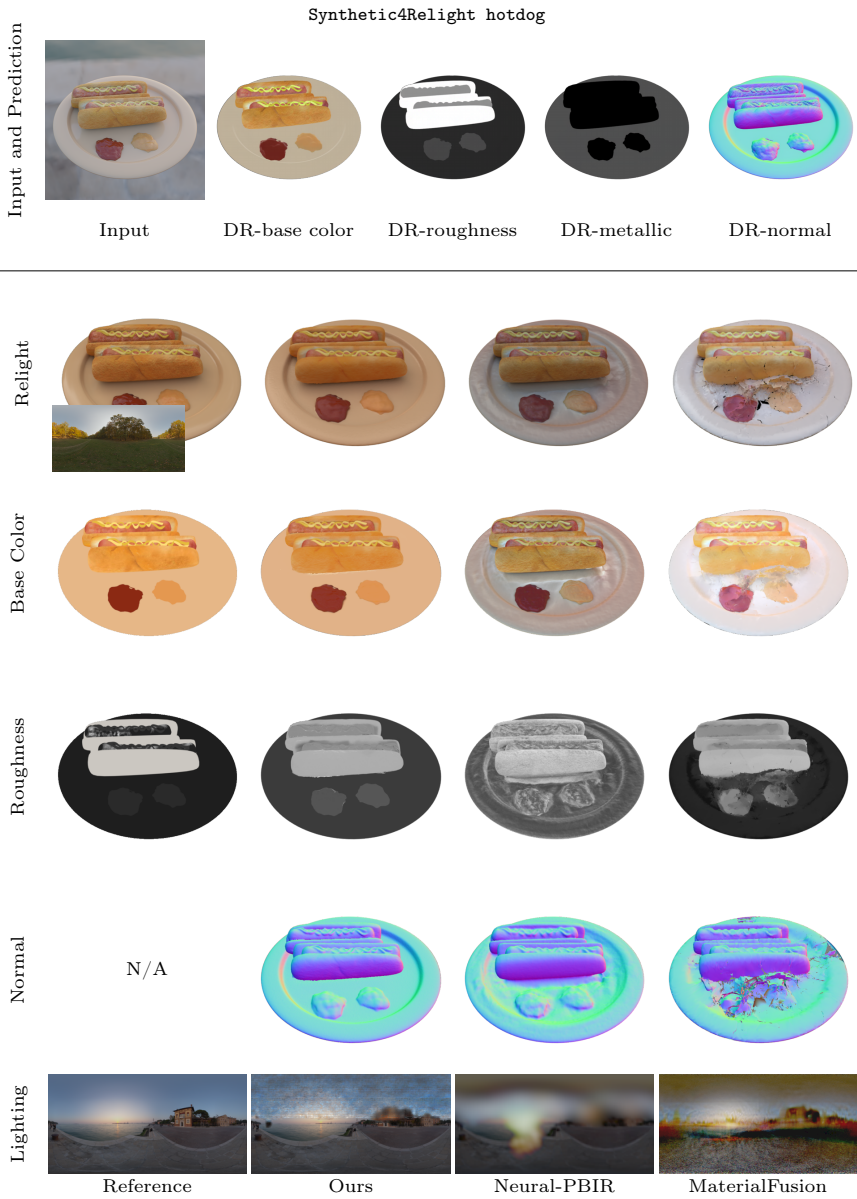 Synthetic4Relight hotdog
Input and Prediction
Input
DR-base color
DR-roughness
DR-metallic
DR-normal
Relight
Base Color
Roughness
Normal
N/A
Lighting
Reference
Ours
Neural-PBIR
MaterialFusion